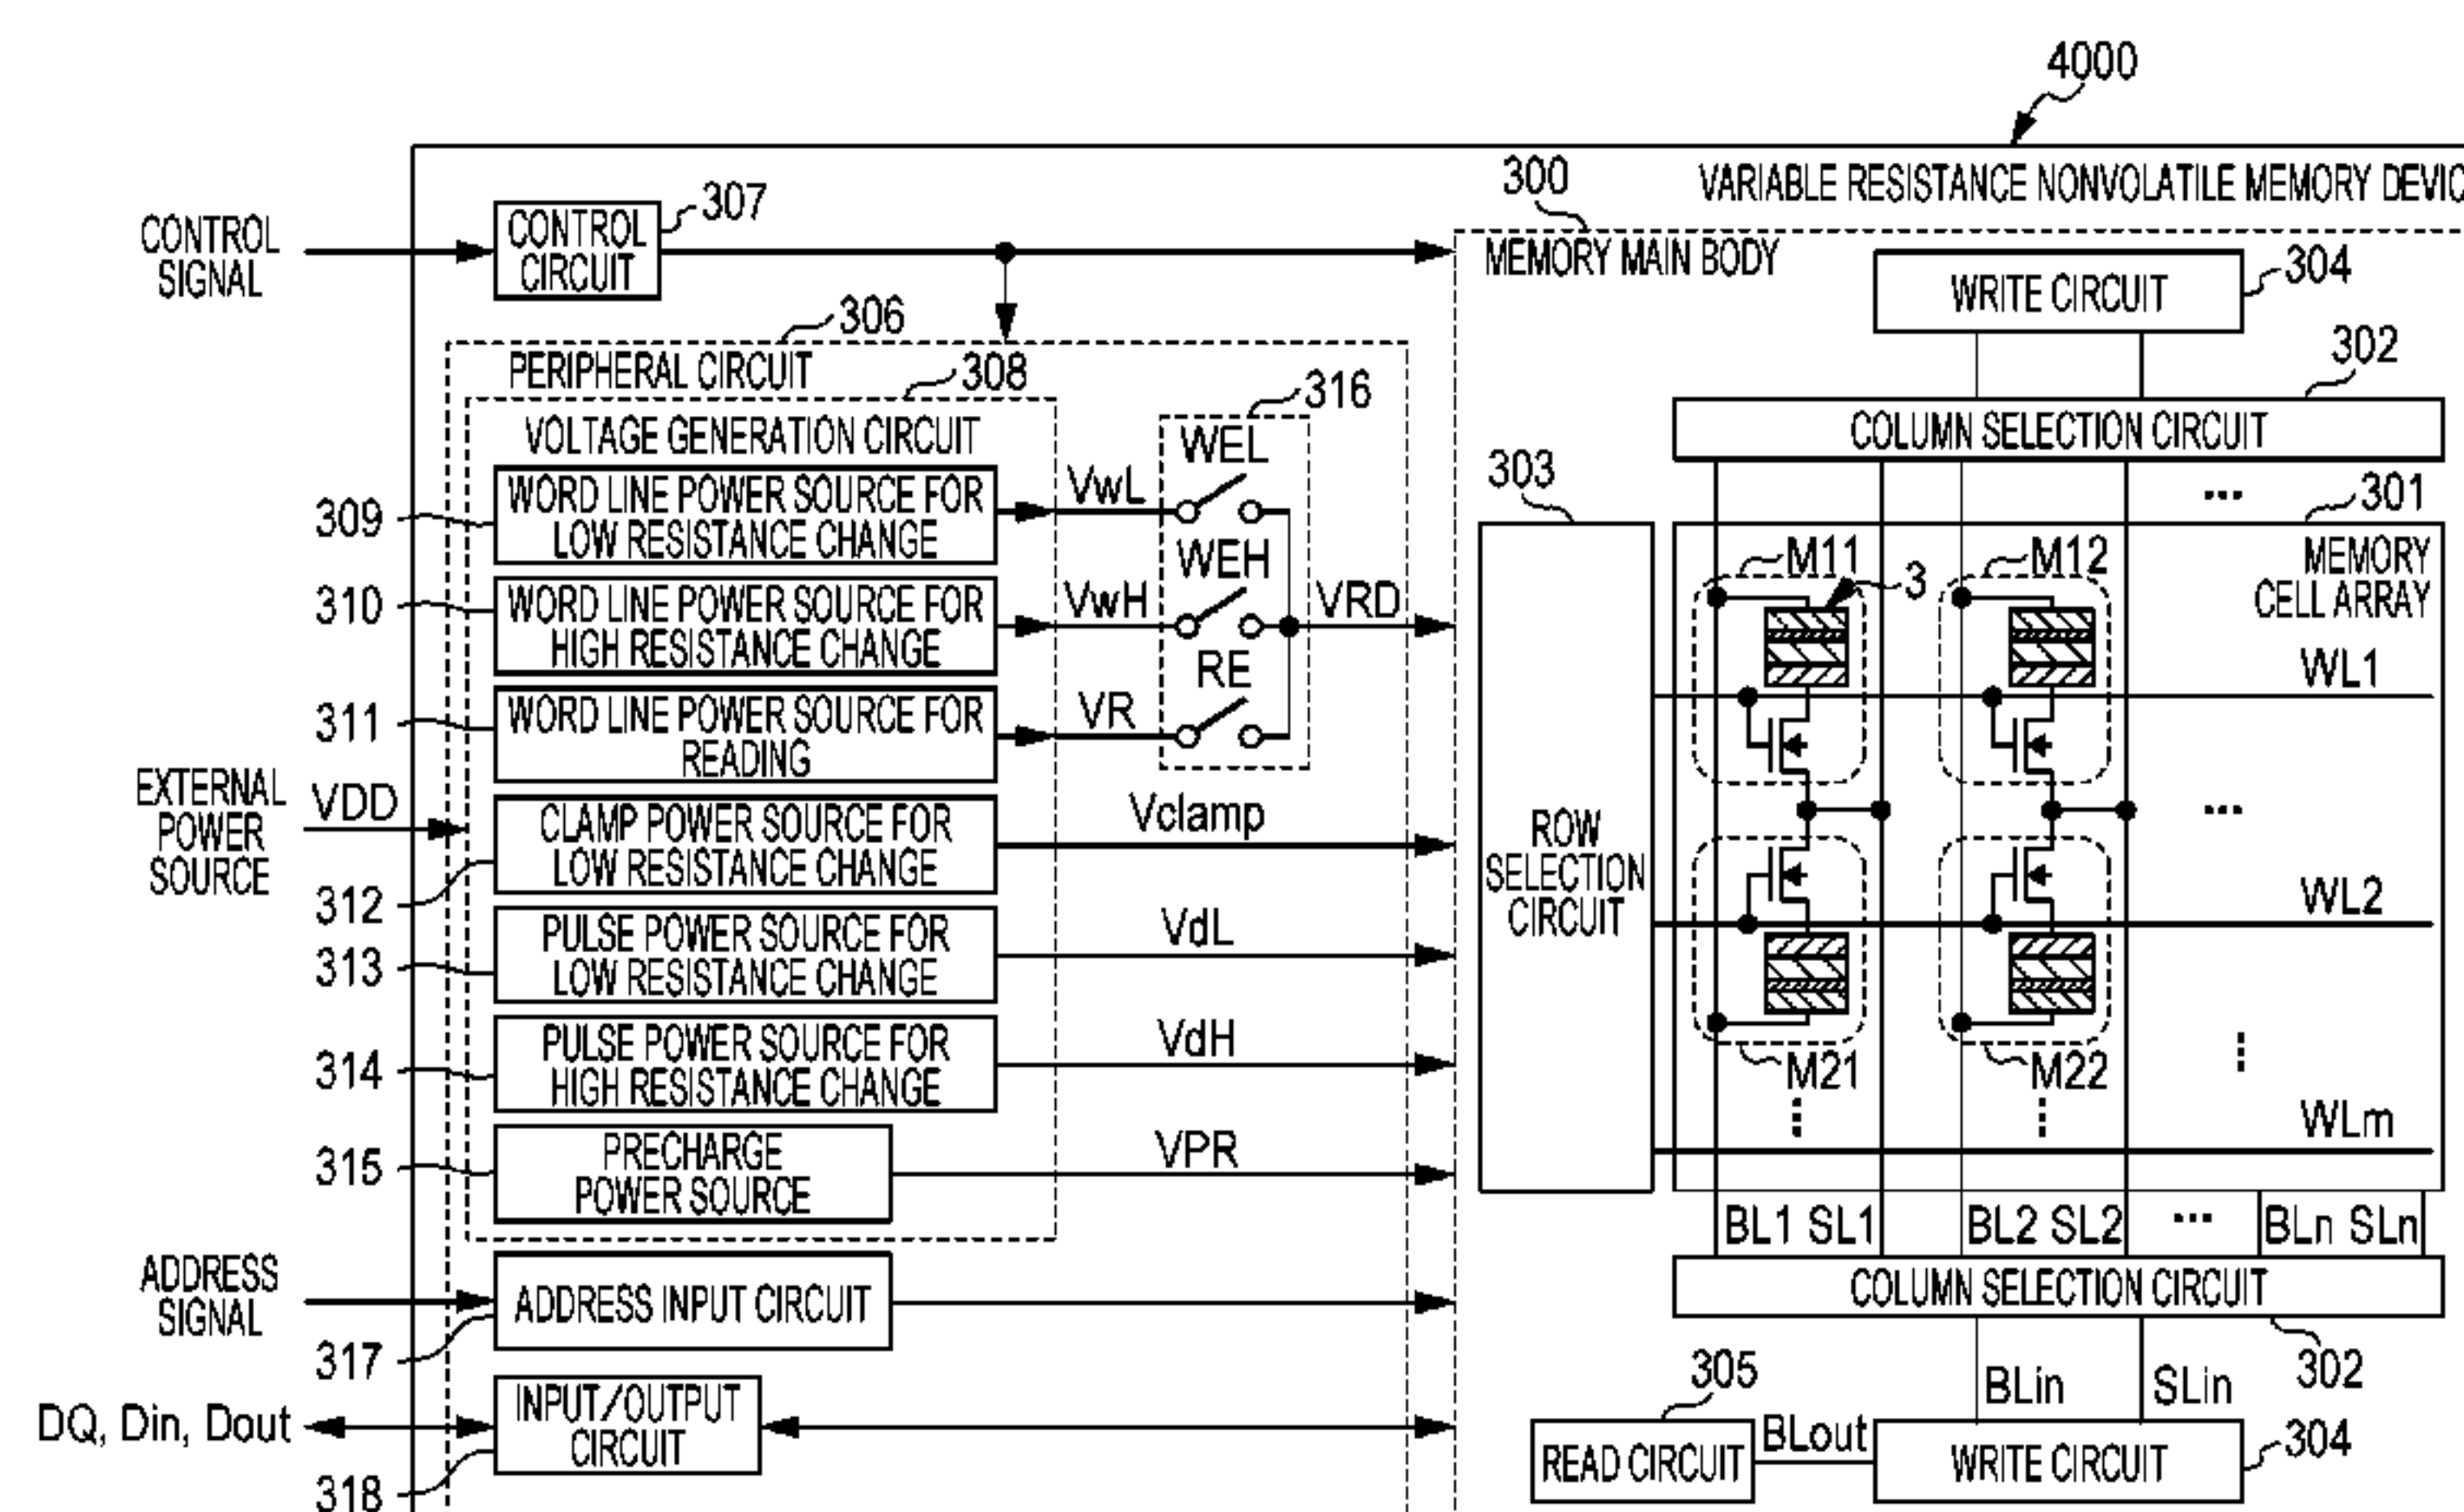 4000
VARIABLE RESISTANCE NONVOLATILE MEMORY DEVIC
300
MEMORY MAIN BODY
CONTROL
SIGNAL
CONTROL
CIRCUIT
307
WRITE CIRCUIT
304
306
PERIPHERAL CIRCUIT
308
VOLTAGE GENERATION CIRCUIT
316
302
COLUMN SELECTION CIRCUIT
309
WORD LINE POWER SOURCE FOR
LOW RESISTANCE CHANGE
VwL
WEL
310
WORD LINE POWER SOURCE FOR
HIGH RESISTANCE CHANGE
VwH
WEH
VRD
311
WORD LINE POWER SOURCE FOR
READING
VR
RE
EXTERNAL
POWER
SOURCE
VDD
312
CLAMP POWER SOURCE FOR
LOW RESISTANCE CHANGE
Vclamp
313
PULSE POWER SOURCE FOR
LOW RESISTANCE CHANGE
VdL
314
PULSE POWER SOURCE FOR
HIGH RESISTANCE CHANGE
VdH
315
PRECHARGE
POWER SOURCE
VPR
303
ROW
SELECTION
CIRCUIT
...
301
MEMORY
CELL ARRAY
M11
3
M12
WL1
...
WL2
M21
M22
WLm
BL1 SL1
BL2 SL2
...
BLn SLn
COLUMN SELECTION CIRCUIT
302
ADDRESS
SIGNAL
317
ADDRESS INPUT CIRCUIT
DQ, Din, Dout
318
INPUT/OUTPUT
CIRCUIT
305
READ CIRCUIT
BLout
BLin
SLin
WRITE CIRCUIT
304